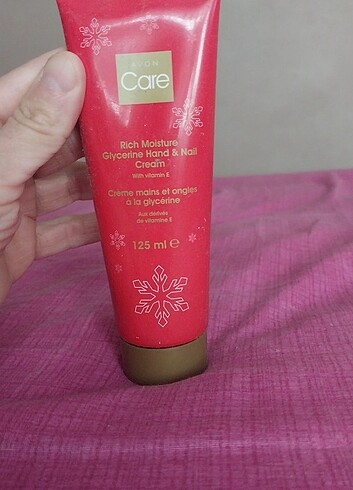 AVON
Care
Rich Moisture
Glycerine Hand & Nail
Cream
With vitamin E
Crème mains et ongles
à la glycérine
Aux dérivés
de vitamine E
125 ml e